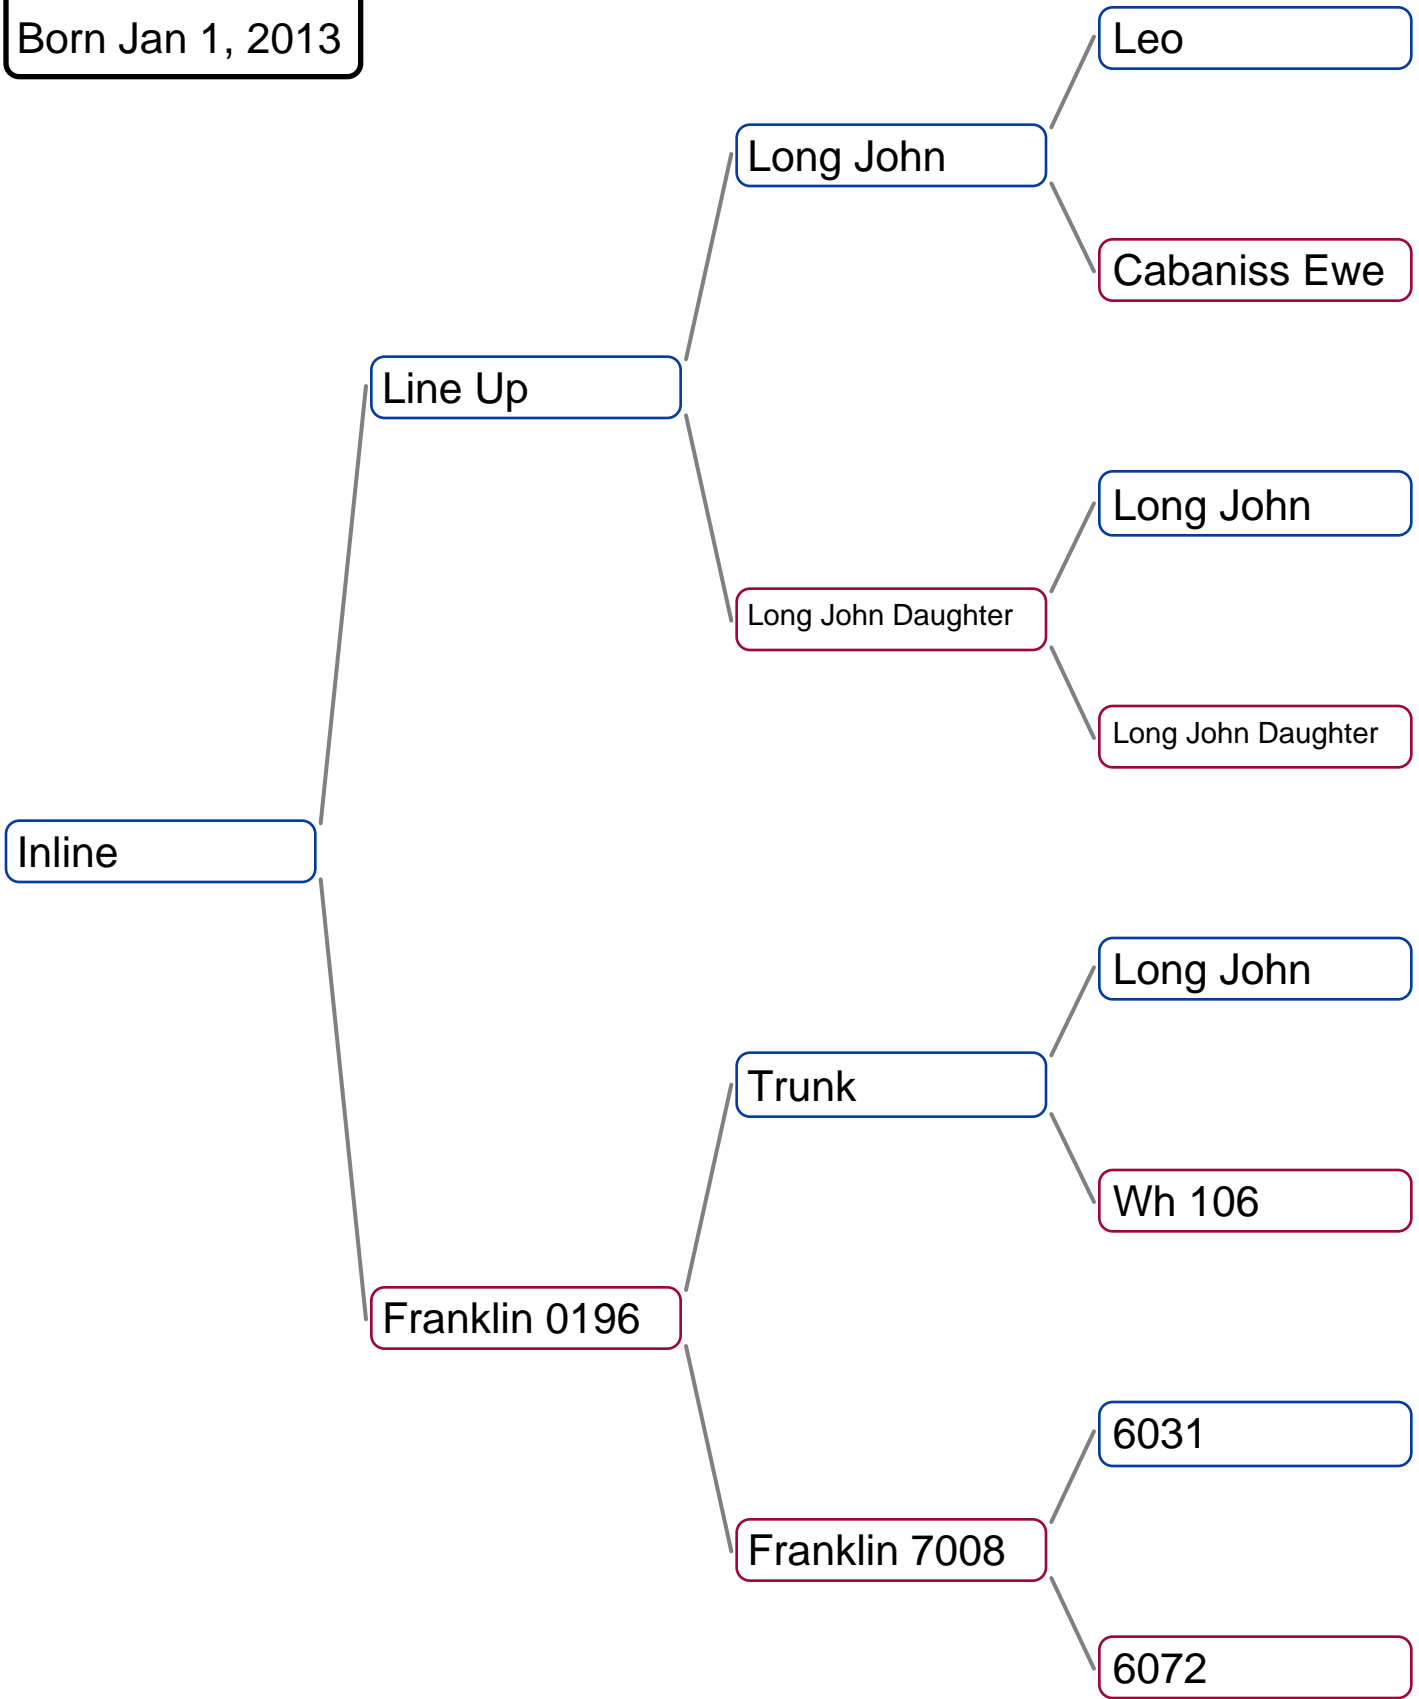 Born Jan 1, 2013
Leo
Long John
Cabaniss Ewe
Line Up
Long John
Long John Daughter
Long John Daughter
Inline
Long John
Trunk
Wh 106
Franklin 0196
6031
Franklin 7008
6072